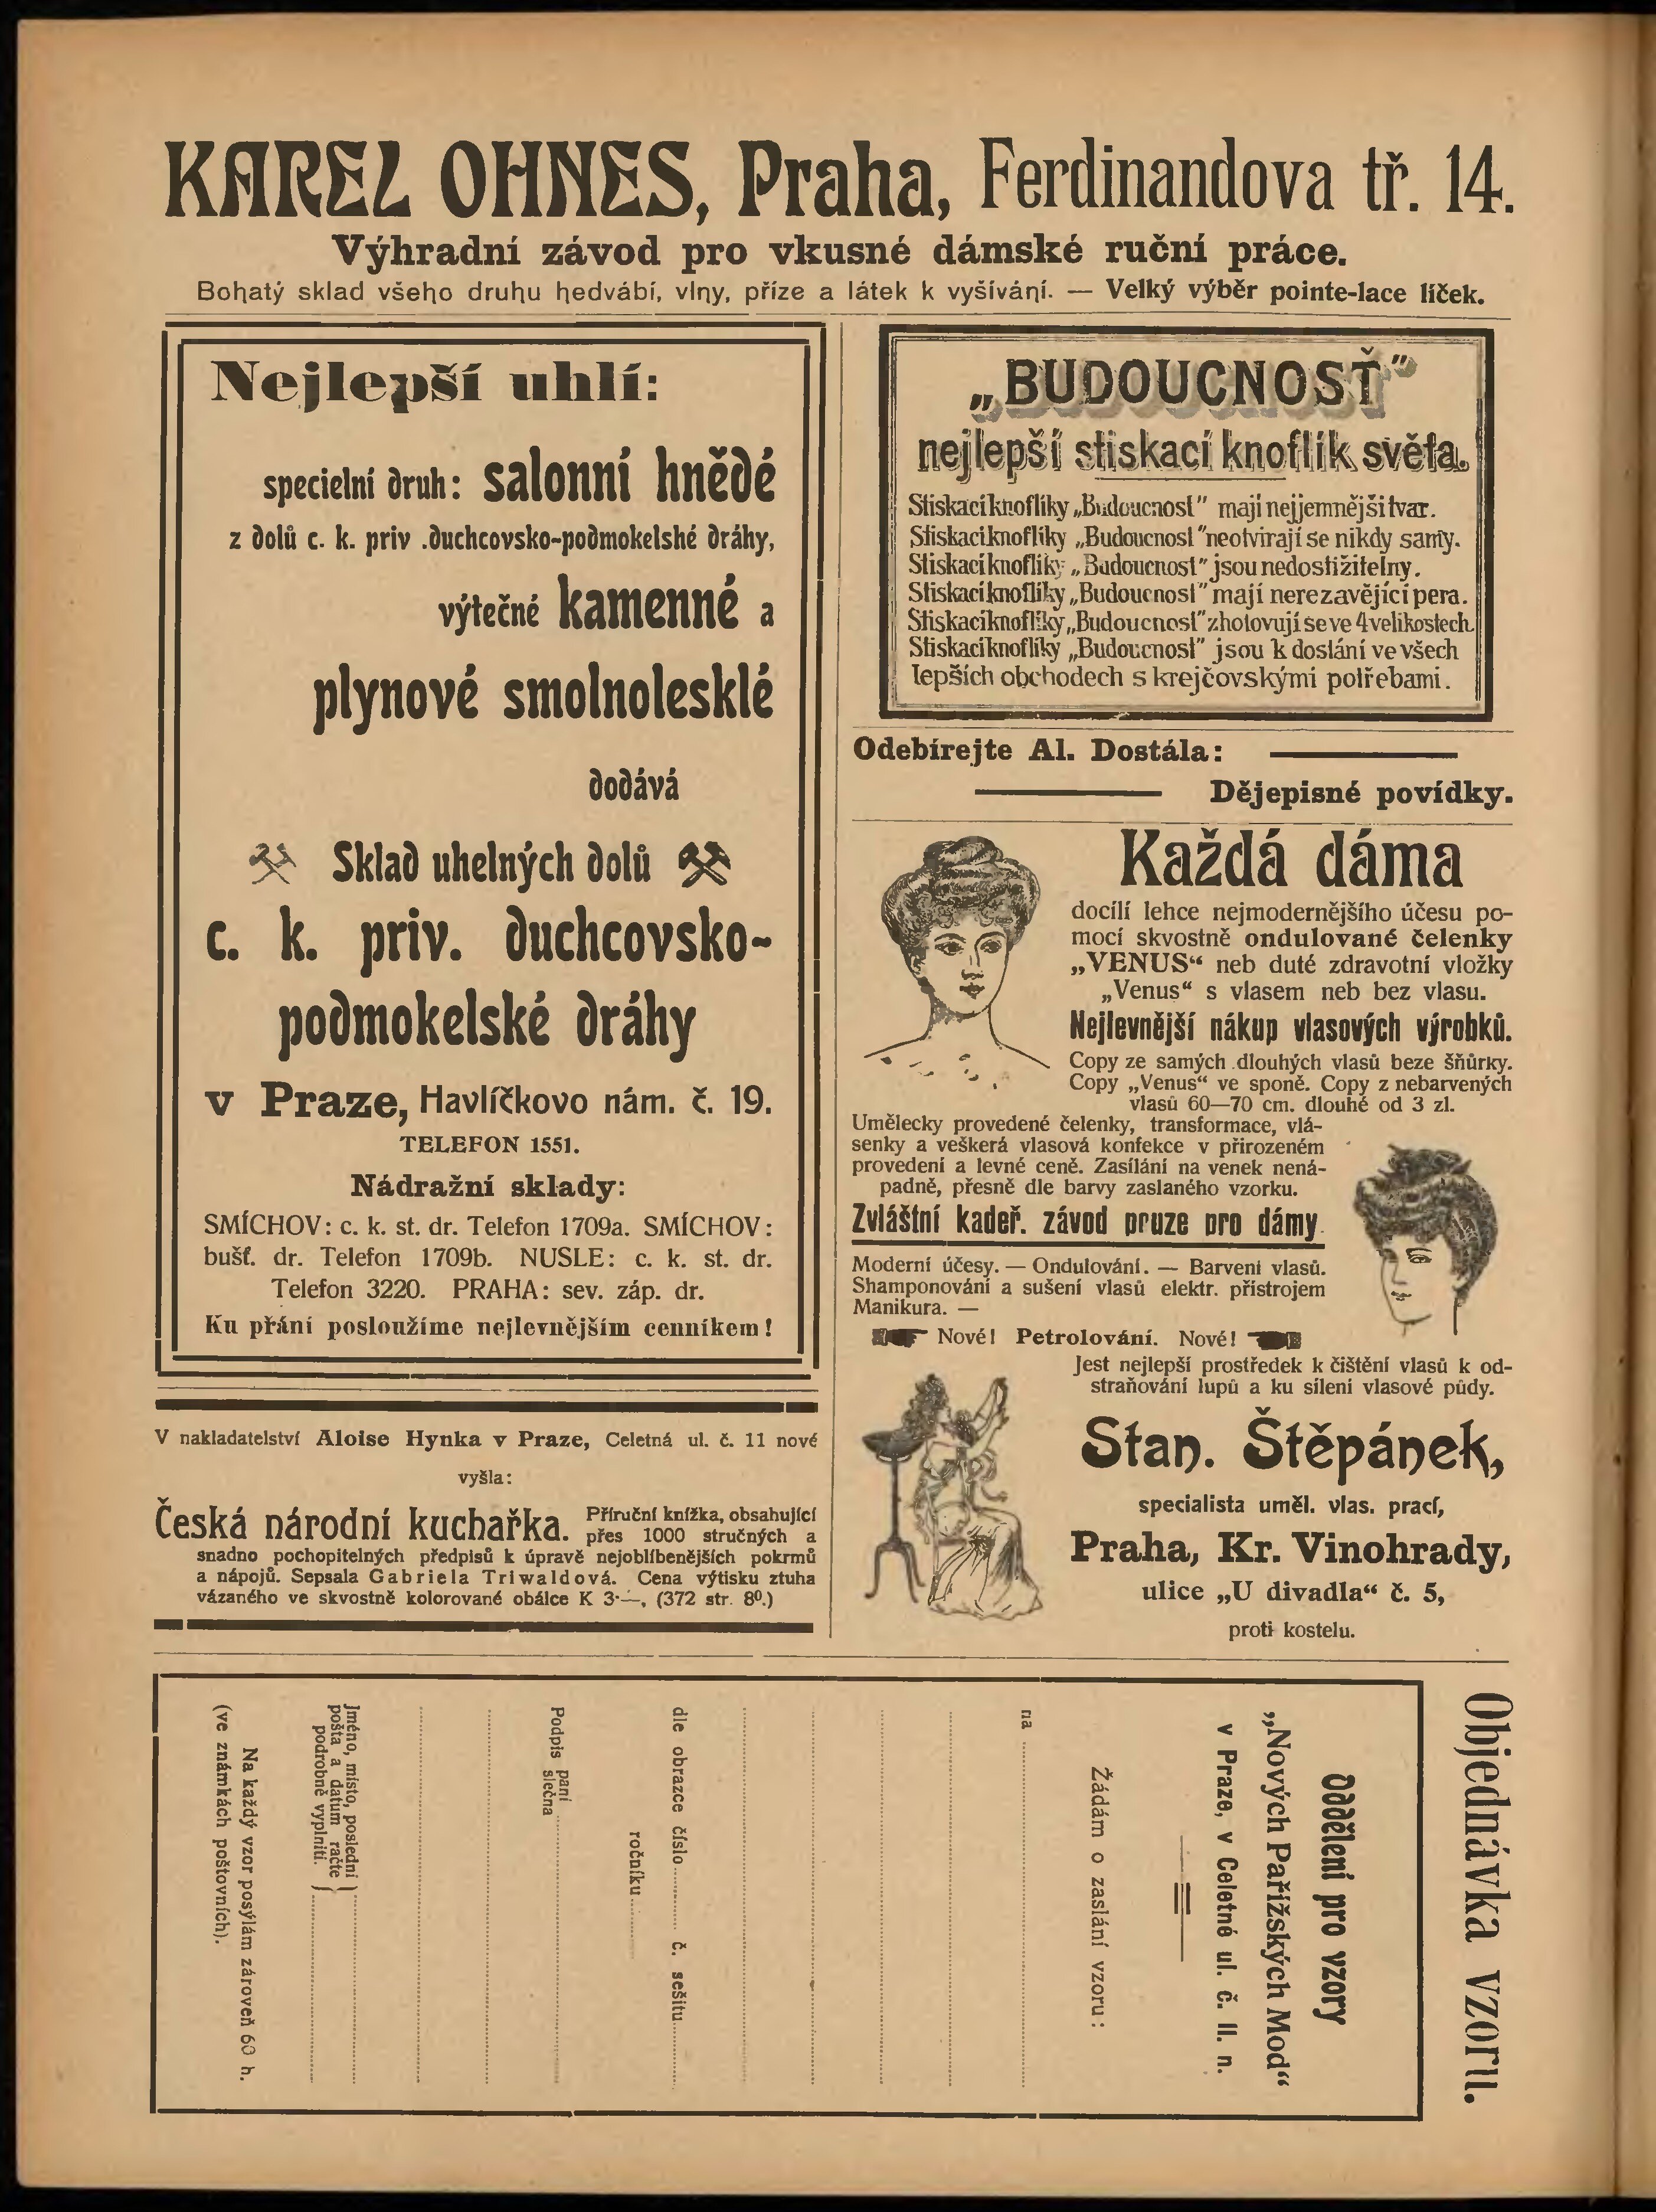 KAREL OHNES, Praha, Ferdinandova tř. 14.
Výhradní závod pro vkusné dámské ruční práce.
Bohatý sklad všeho druhu hedvábí, vlny, příze a látek k vyšívání. — Velký výběr pointe-lace líček.
Nejlepší uhlí:
specielní druh: salonní hnědé
z dolů c. k. priv .duchcovsko-podmokelshé dráhy,
výtečné kamenné a
plynové smolnolesklé
dodává
Sklad uhelných dolů
c. k. priv. duchcovsko-
podmokelské dráhy
v Praze, Havlíčkovo nám. č. 19.
TELEFON 1551.
Nádražní sklady:
SMÍCHOV: c. k. st. dr. Telefon 1709a. SMÍCHOV:
bušť. dr. Telefon 1709b. NUSLE: c. k. st. dr.
Telefon 3220. PRAHA: sev. záp. dr.
Ku přání posloužíme nejlevnějším cenníkem!
V nakladatelství Aloise Hynka v Praze, Celetná ul. č. 11 nové
vyšla:
Česká národní kuchařka. Příruční knížka, obsahující
přes 1000 stručných a
snadno pochopitelných předpisů k úpravě nejoblíbenějších pokrmů
a nápojů. Sepsala Gabriela Triwaldová. Cena výtisku ztuha
vázaného ve skvostně kolorované obálce K 3·—, (372 str. 8⁰.)
„BUDOUCNOSŤ"
nejlepší stiskací knoflík světa.
Stiskací knoflíky „Budoucnost" mají nejjemnější tvar.
Stiskací knoflíky „Budoucnost" neotvírají se nikdy samy.
Stiskací knoflíky „Budoucnost" jsou nedostižitelny.
Stiskací knoflíky „Budoucnost" mají nerezavějící pera.
Stiskací knoflíky „Budoucnost" zhotovují se ve 4 velikostech.
Stiskací knoflíky „Budoucnost" jsou k dostání ve všech
lepších obchodech s krejčovskými potřebami.
Odebírejte Al. Dostála:
Dějepisné povídky.
Každá dáma
docílí lehce nejmodernějšího účesu po-
mocí skvostně ondulované čelenky
„VENUS“ neb duté zdravotní vložky
„Venus“ s vlasem neb bez vlasu.
Nejlevnější nákup vlasových výrobků.
Copy ze samých dlouhých vlasů beze šňůrky.
Copy „Venus“ ve sponě. Copy z nebarvených
vlasů 60—70 cm. dlouhé od 3 zl.
Umělecky provedené čelenky, transformace, vlá-
senky a veškerá vlasová konfekce v přirozeném
provedení a levné ceně. Zasílání na venek nená-
padně, přesně dle barvy zaslaného vzorku.
Zvláštní kadeř. závod pruze pro dámy.
Moderní účesy. — Ondulování. — Barvení vlasů.
Shamponování a sušení vlasů elektr. přístrojem
Manikura. —
Nové! Petrolování. Nové!
Jest nejlepší prostředek k čištění vlasů k od-
straňování lupů a ku sílení vlasové půdy.
Stan. Štěpánek,
specialista uměl. vlas. prací,
Praha, Kr. Vinohrady,
ulice „U divadla“ č. 5,
proti kostelu.
Objednávka vzoru.
Oddělení pro vzory
„Nových Pařížských Mod“
v Praze, v Celetné ul. č. 11. n.
Žádám o zaslání vzoru:
na
dle obrazce číslo č. sešitu
ročníku
Podpis paní
slečna
Jméno, místo, poslední
pošta a datum račte
podrobně vyplniti.
Na každý vzor posýlám zároveň 60 h.
(ve známkách poštovních).